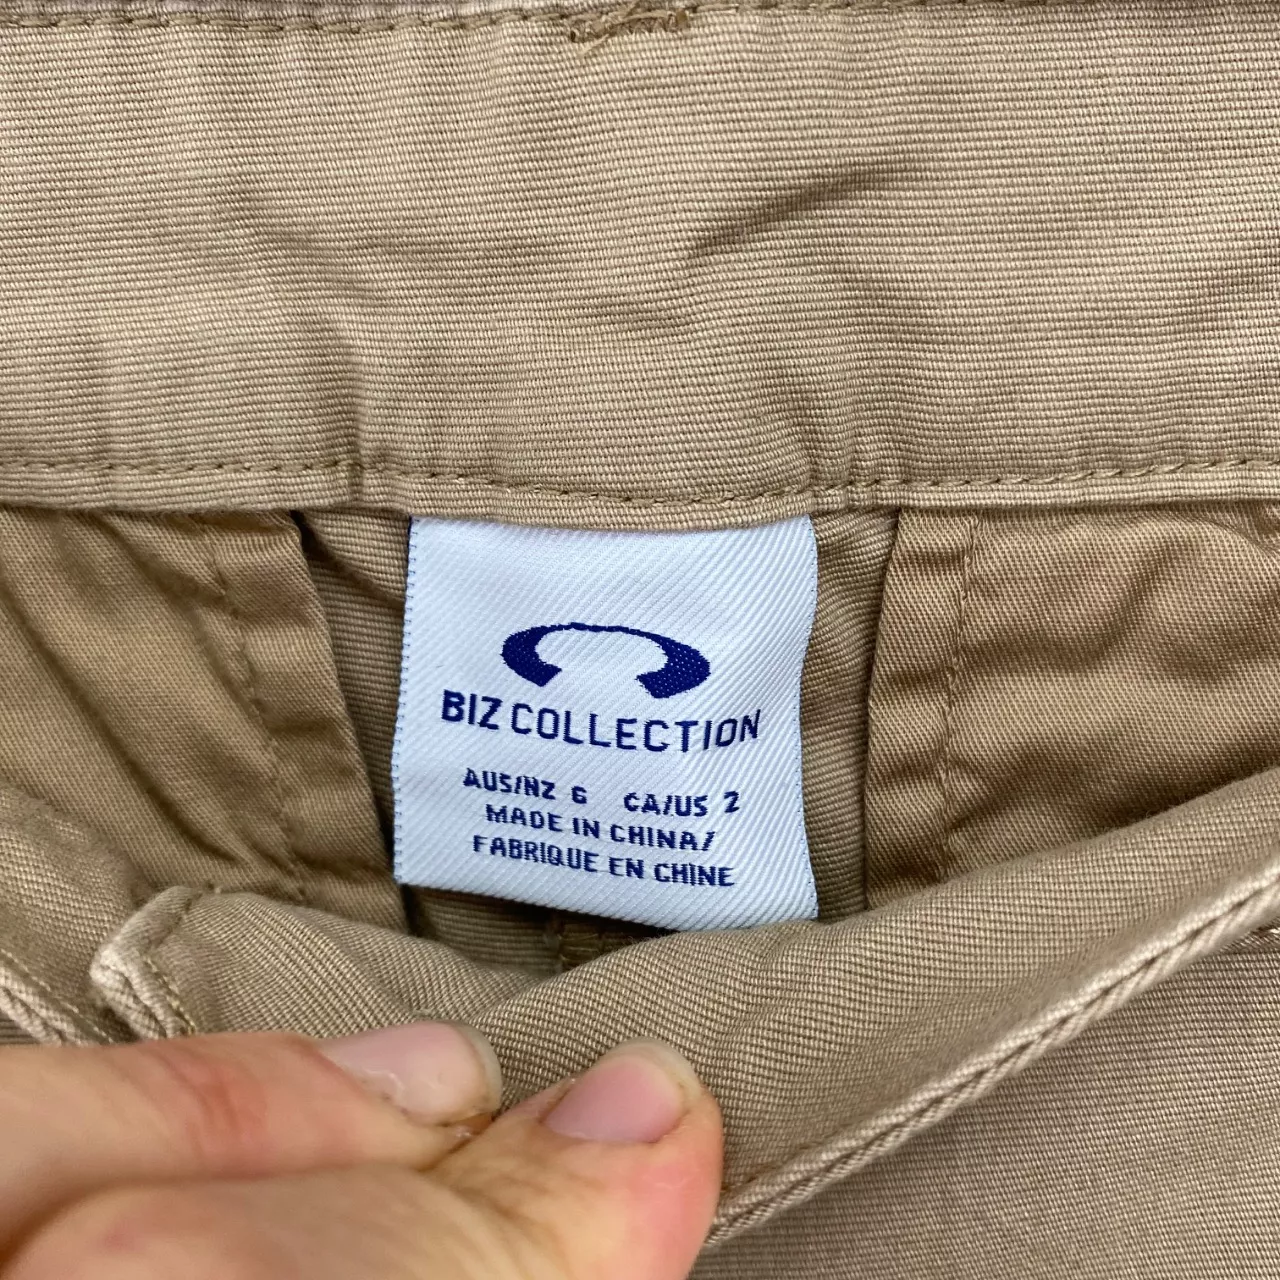 BIZ COLLECTION
AUS/NZ 6 CA/US 2
MADE IN CHINA/
FABRIQUE EN CHINE